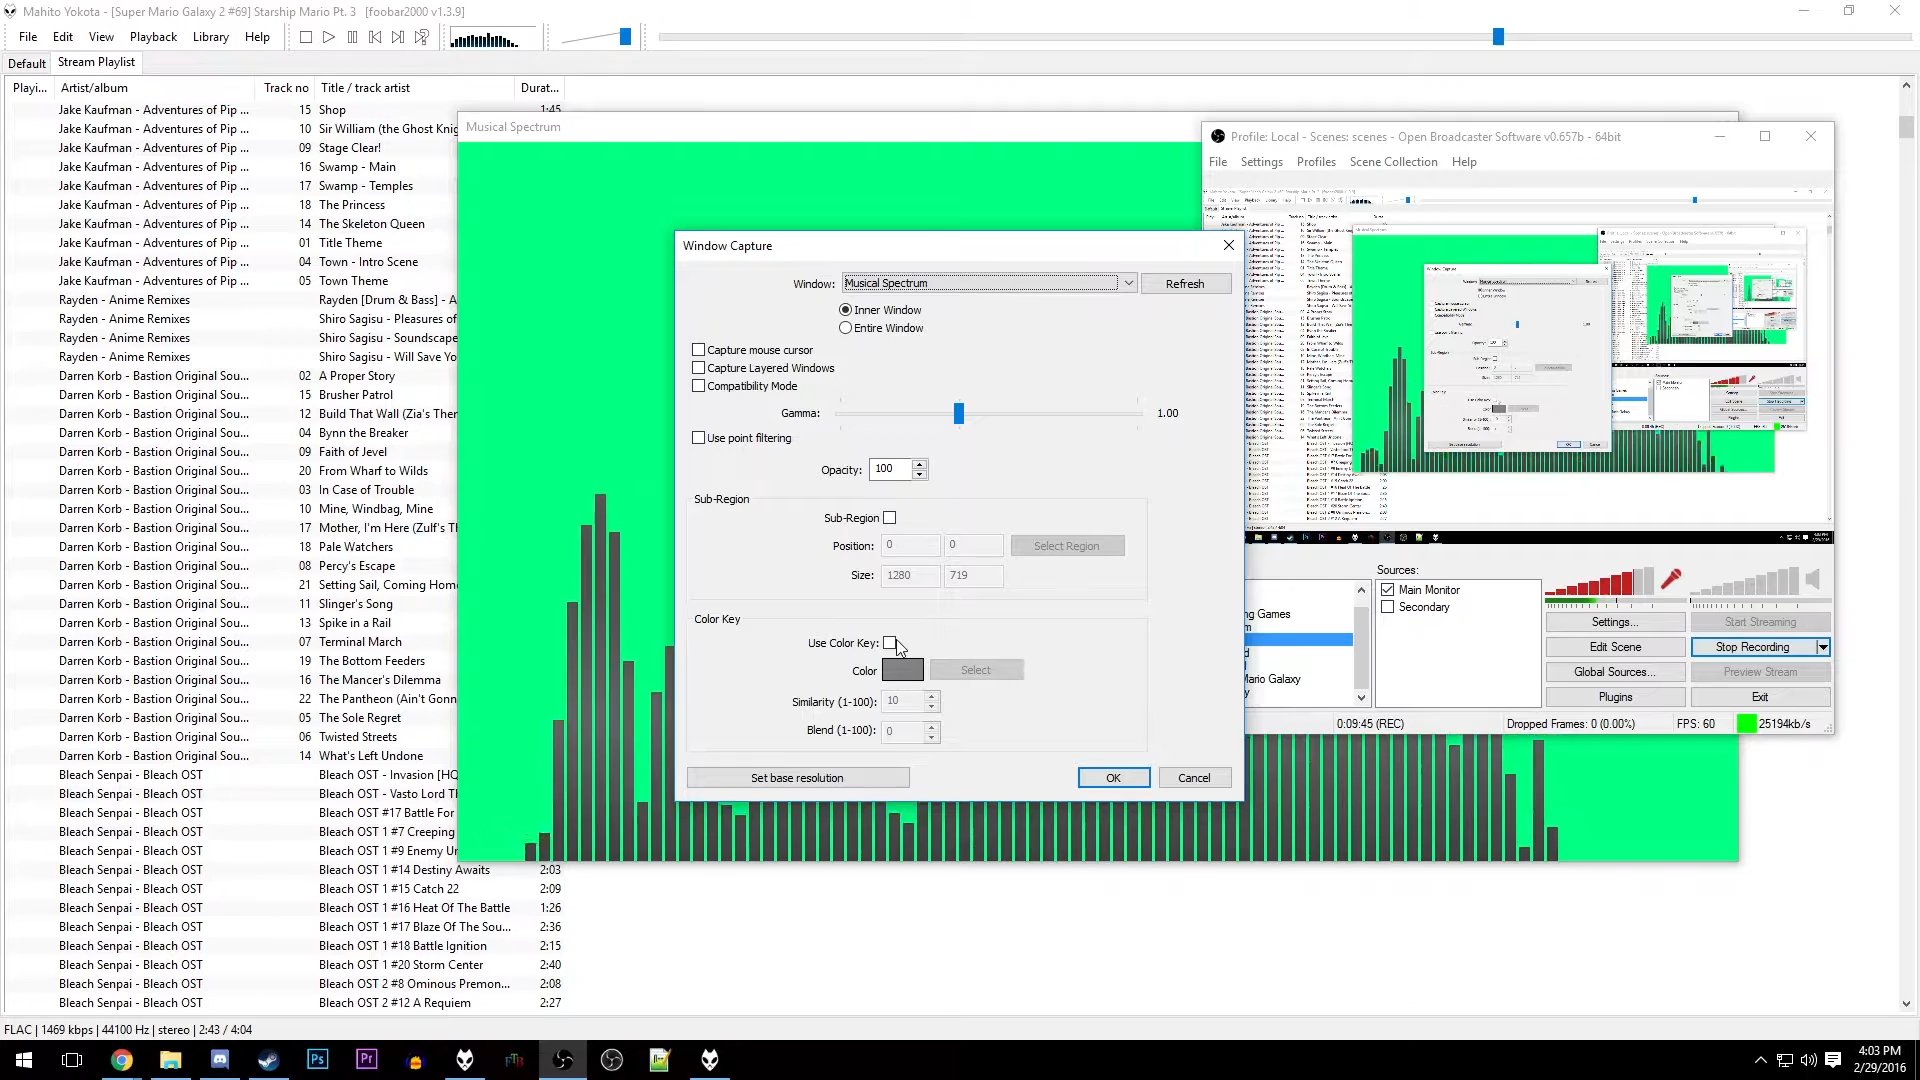 Mahito Yokota - [Super Mario Galaxy 2 #69] Starship Mario Pt. 3   [foobar2000 v1.3.9]
File Edit View Playback Library Help
Default Stream Playlist
Playi... Artist/album Track no Title / track artist Durat...
Jake Kaufman - Adventures of Pip ... 15 Shop 1:45
Jake Kaufman - Adventures of Pip ... 10 Sir William (the Ghost Knig
Jake Kaufman - Adventures of Pip ... 09 Stage Clear!
Jake Kaufman - Adventures of Pip ... 16 Swamp - Main
Jake Kaufman - Adventures of Pip ... 17 Swamp - Temples
Jake Kaufman - Adventures of Pip ... 18 The Princess
Jake Kaufman - Adventures of Pip ... 14 The Skeleton Queen
Jake Kaufman - Adventures of Pip ... 01 Title Theme
Jake Kaufman - Adventures of Pip ... 04 Town - Intro Scene
Jake Kaufman - Adventures of Pip ... 05 Town Theme
Rayden - Anime Remixes Rayden [Drum & Bass] - A
Rayden - Anime Remixes Shiro Sagisu - Pleasures of
Rayden - Anime Remixes Shiro Sagisu - Soundscape
Rayden - Anime Remixes Shiro Sagisu - Will Save Yo
Darren Korb - Bastion Original Sou... 02 A Proper Story
Darren Korb - Bastion Original Sou... 15 Brusher Patrol
Darren Korb - Bastion Original Sou... 12 Build That Wall (Zia's Then
Darren Korb - Bastion Original Sou... 04 Bynn the Breaker
Darren Korb - Bastion Original Sou... 09 Faith of Jevel
Darren Korb - Bastion Original Sou... 20 From Wharf to Wilds
Darren Korb - Bastion Original Sou... 03 In Case of Trouble
Darren Korb - Bastion Original Sou... 10 Mine, Windbag, Mine
Darren Korb - Bastion Original Sou... 17 Mother, I'm Here (Zulf's Th
Darren Korb - Bastion Original Sou... 18 Pale Watchers
Darren Korb - Bastion Original Sou... 08 Percy's Escape
Darren Korb - Bastion Original Sou... 21 Setting Sail, Coming Home
Darren Korb - Bastion Original Sou... 11 Slinger's Song
Darren Korb - Bastion Original Sou... 13 Spike in a Rail
Darren Korb - Bastion Original Sou... 07 Terminal March
Darren Korb - Bastion Original Sou... 19 The Bottom Feeders
Darren Korb - Bastion Original Sou... 16 The Mancer's Dilemma
Darren Korb - Bastion Original Sou... 22 The Pantheon (Ain't Gonn
Darren Korb - Bastion Original Sou... 05 The Sole Regret
Darren Korb - Bastion Original Sou... 06 Twisted Streets
Darren Korb - Bastion Original Sou... 14 What's Left Undone
Bleach Senpai - Bleach OST Bleach OST - Invasion [HQ
Bleach Senpai - Bleach OST Bleach OST - Vasto Lord Th
Bleach Senpai - Bleach OST Bleach OST #17 Battle For
Bleach Senpai - Bleach OST Bleach OST 1 #7 Creeping
Bleach Senpai - Bleach OST Bleach OST 1 #9 Enemy Un
Bleach Senpai - Bleach OST Bleach OST 1 #14 Destiny Awaits 2:03
Bleach Senpai - Bleach OST Bleach OST 1 #15 Catch 22 2:09
Bleach Senpai - Bleach OST Bleach OST 1 #16 Heat Of The Battle 1:26
Bleach Senpai - Bleach OST Bleach OST 1 #17 Blaze Of The Sou... 2:36
Bleach Senpai - Bleach OST Bleach OST 1 #18 Battle Ignition 2:15
Bleach Senpai - Bleach OST Bleach OST 1 #20 Storm Center 2:40
Bleach Senpai - Bleach OST Bleach OST 2 #8 Ominous Premon... 2:08
Bleach Senpai - Bleach OST Bleach OST 2 #12 A Requiem 2:27
FLAC | 1469 kbps | 44100 Hz | stereo | 2:43 / 4:04
Musical Spectrum
Window Capture
Window: Musical Spectrum Refresh
Inner Window
Entire Window
Capture mouse cursor
Capture Layered Windows
Compatibility Mode
Gamma: 1.00
Use point filtering
Opacity: 100
Sub-Region
Sub-Region
Position: 0 0 Select Region
Size: 1280 719
Color Key
Use Color Key:
Color Select
Similarity (1-100): 10
Blend (1-100): 0
Set base resolution OK Cancel
Profile: Local - Scenes: scenes - Open Broadcaster Software v0.657b - 64bit
File Settings Profiles Scene Collection Help
Sources:
ng Games
Main Monitor
Secondary
Mario Galaxy
Settings... Start Streaming
Edit Scene Stop Recording
Global Sources... Preview Stream
Plugins Exit
0:09:45 (REC) Dropped Frames: 0 (0.00%) FPS: 60 25194kb/s
Ps Pr FTB
4:03 PM
2/29/2016